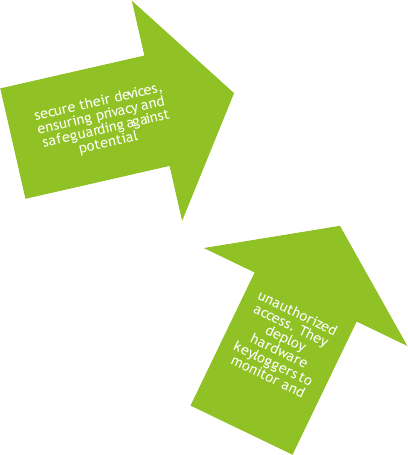 secure their devices,
ensuring privacy and
safeguarding against
potential
unauthorized
access. They
deploy
hardware
keyloggers to
monitor and